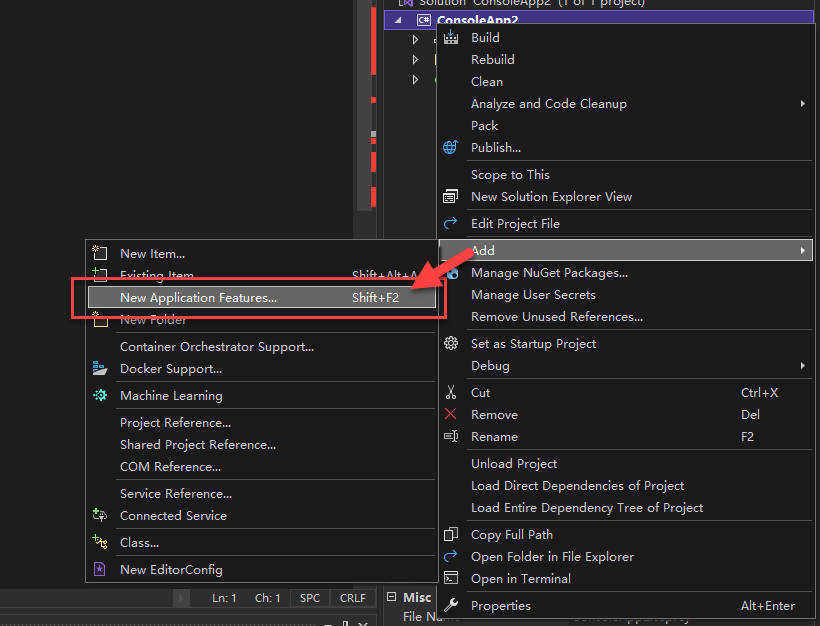 Solution 'ConsoleApp2' (1 of 1 project)
C# ConsoleApp2
Build
Rebuild
Clean
Analyze and Code Cleanup
Pack
Publish...
Scope to This
New Solution Explorer View
Edit Project File
Add
Manage NuGet Packages...
Manage User Secrets
Remove Unused References...
Set as Startup Project
Debug
Cut Ctrl+X
Remove Del
Rename F2
Unload Project
Load Direct Dependencies of Project
Load Entire Dependency Tree of Project
Copy Full Path
Open Folder in File Explorer
Open in Terminal
Properties Alt+Enter
New Item...
Existing Item... Shift+Alt+A
New Application Features... Shift+F2
New Folder
Container Orchestrator Support...
Docker Support...
Machine Learning
Project Reference...
Shared Project Reference...
COM Reference...
Service Reference...
Connected Service
Class...
New EditorConfig
Ln: 1 Ch: 1 SPC CRLF
Misc
File Name